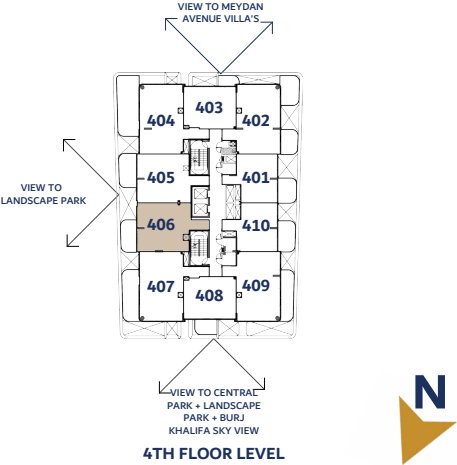 VIEW TO MEYDAN
AVENUE VILLA'S
403
404
402
405
401
VIEW TO
LANDSCAPE PARK
406
410
407
408
409
VIEW TO CENTRAL
PARK + LANDSCAPE
PARK + BURJ
KHALIFA SKY VIEW
4TH FLOOR LEVEL
N